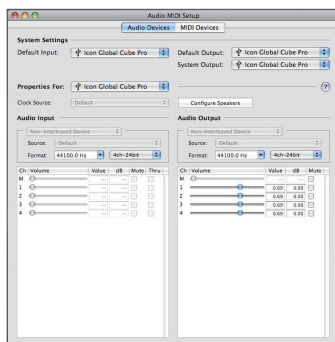 Audio MIDI Setup
Audio Devices MIDI Devices
System Settings
Default Input: Icon Global Cube Pro
Default Output: Icon Global Cube Pro
System Output: Icon Global Cube Pro
Properties For: Icon Global Cube Pro ?
Clock Source: Default Configure Speakers
Audio Input Audio Output
Non-Interleaved Device Non-Interleaved Device
Source: Default Source: Default
Format: 44100.0 Hz 4ch-24bit Format: 44100.0 Hz 4ch-24bit
Ch Volume Value dB Mute Thru Ch Volume Value dB Mute
M -- -- M -- --
1 -- -- 1 0.69 0.00
2 -- -- 2 0.69 0.00
3 -- -- 3 0.69 0.00
4 -- -- 4 0.69 0.00